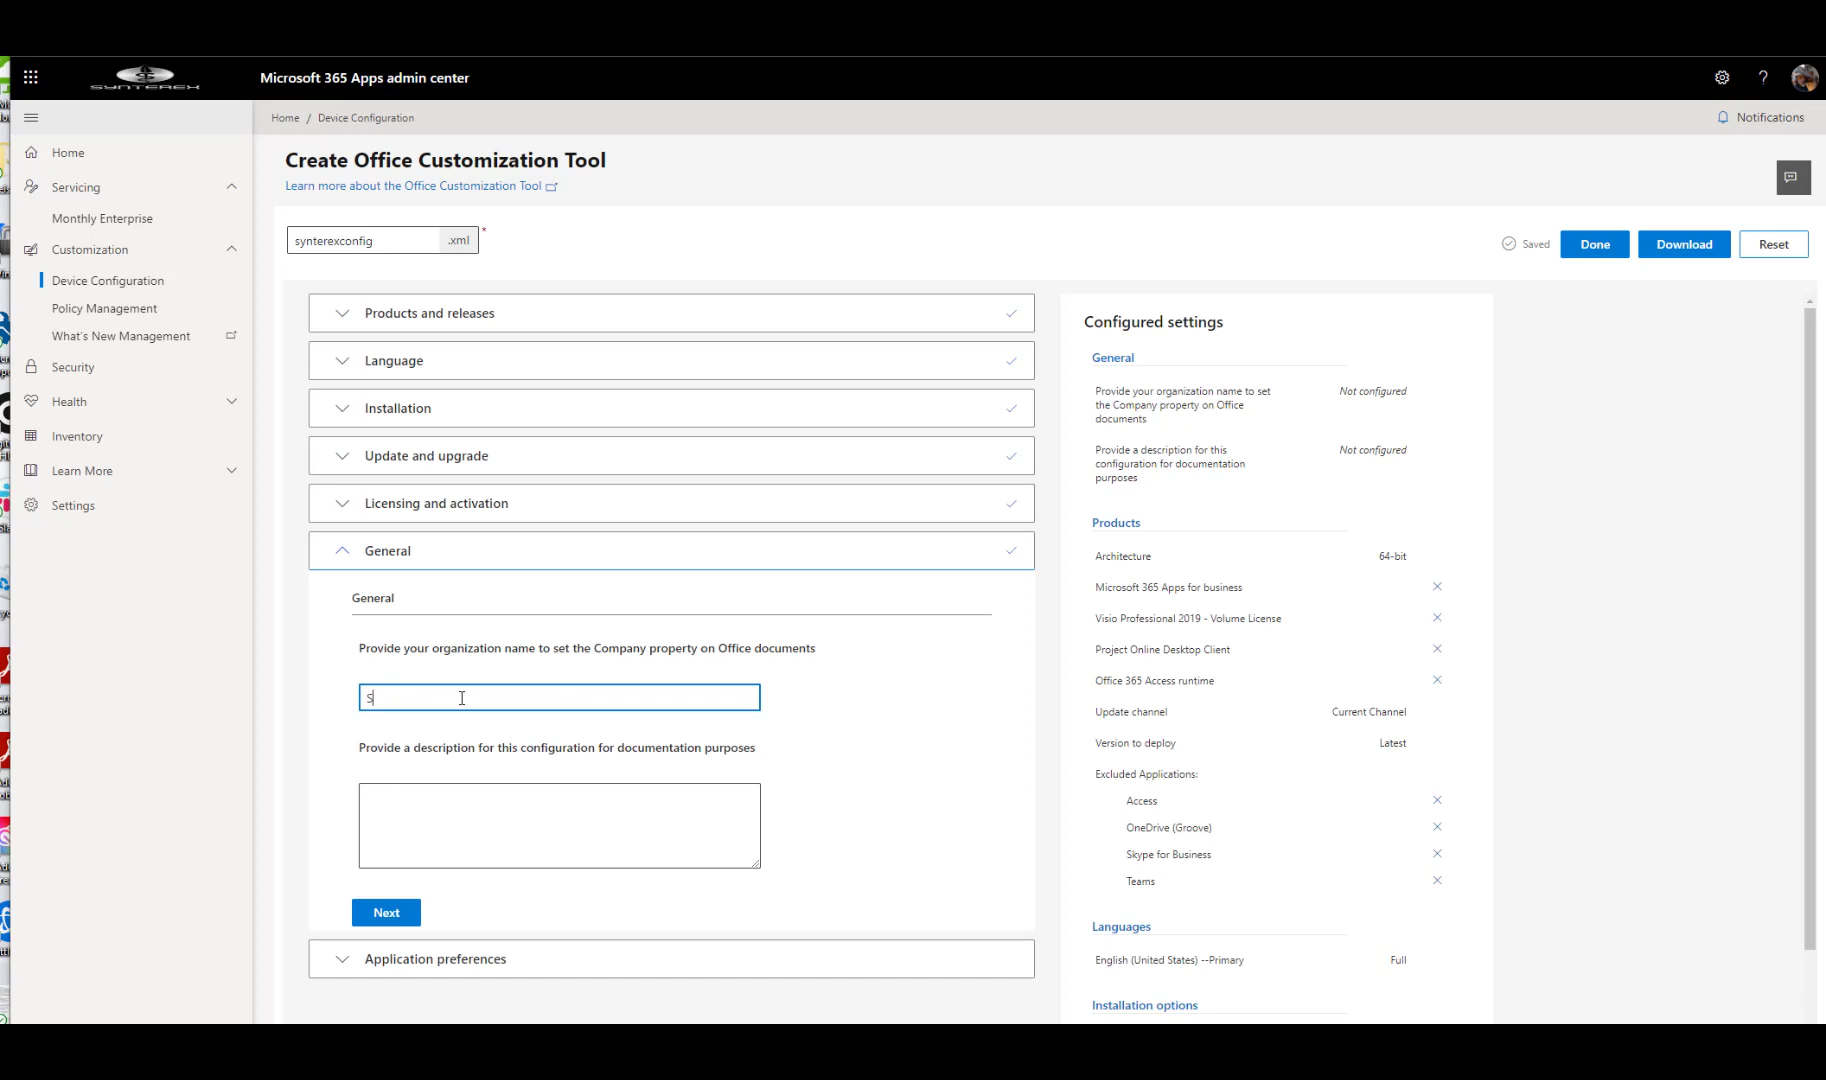 SYNTEREX
Microsoft 365 Apps admin center
Home / Device Configuration
Notifications
Home
Servicing
Monthly Enterprise
Customization
Device Configuration
Policy Management
What's New Management
Security
Health
Inventory
Learn More
Settings
Create Office Customization Tool
Learn more about the Office Customization Tool
synterexconfig .xml *
Saved
Done
Download
Reset
Products and releases
Language
Installation
Update and upgrade
Licensing and activation
General
General
Provide your organization name to set the Company property on Office documents
S
Provide a description for this configuration for documentation purposes
Next
Application preferences
Configured settings
General
Provide your organization name to set Not configured
the Company property on Office
documents
Provide a description for this Not configured
configuration for documentation
purposes
Products
Architecture 64-bit
Microsoft 365 Apps for business
Visio Professional 2019 - Volume License
Project Online Desktop Client
Office 365 Access runtime
Update channel Current Channel
Version to deploy Latest
Excluded Applications:
Access
OneDrive (Groove)
Skype for Business
Teams
Languages
English (United States) --Primary Full
Installation options